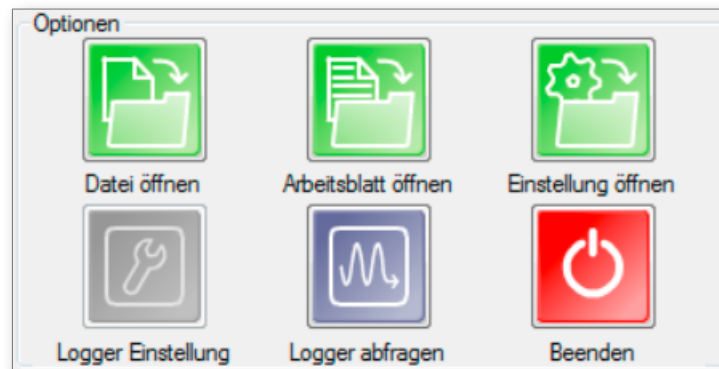 Optionen
Datei öffnen
Arbeitsblatt öffnen
Einstellung öffnen
Logger Einstellung
Logger abfragen
Beenden